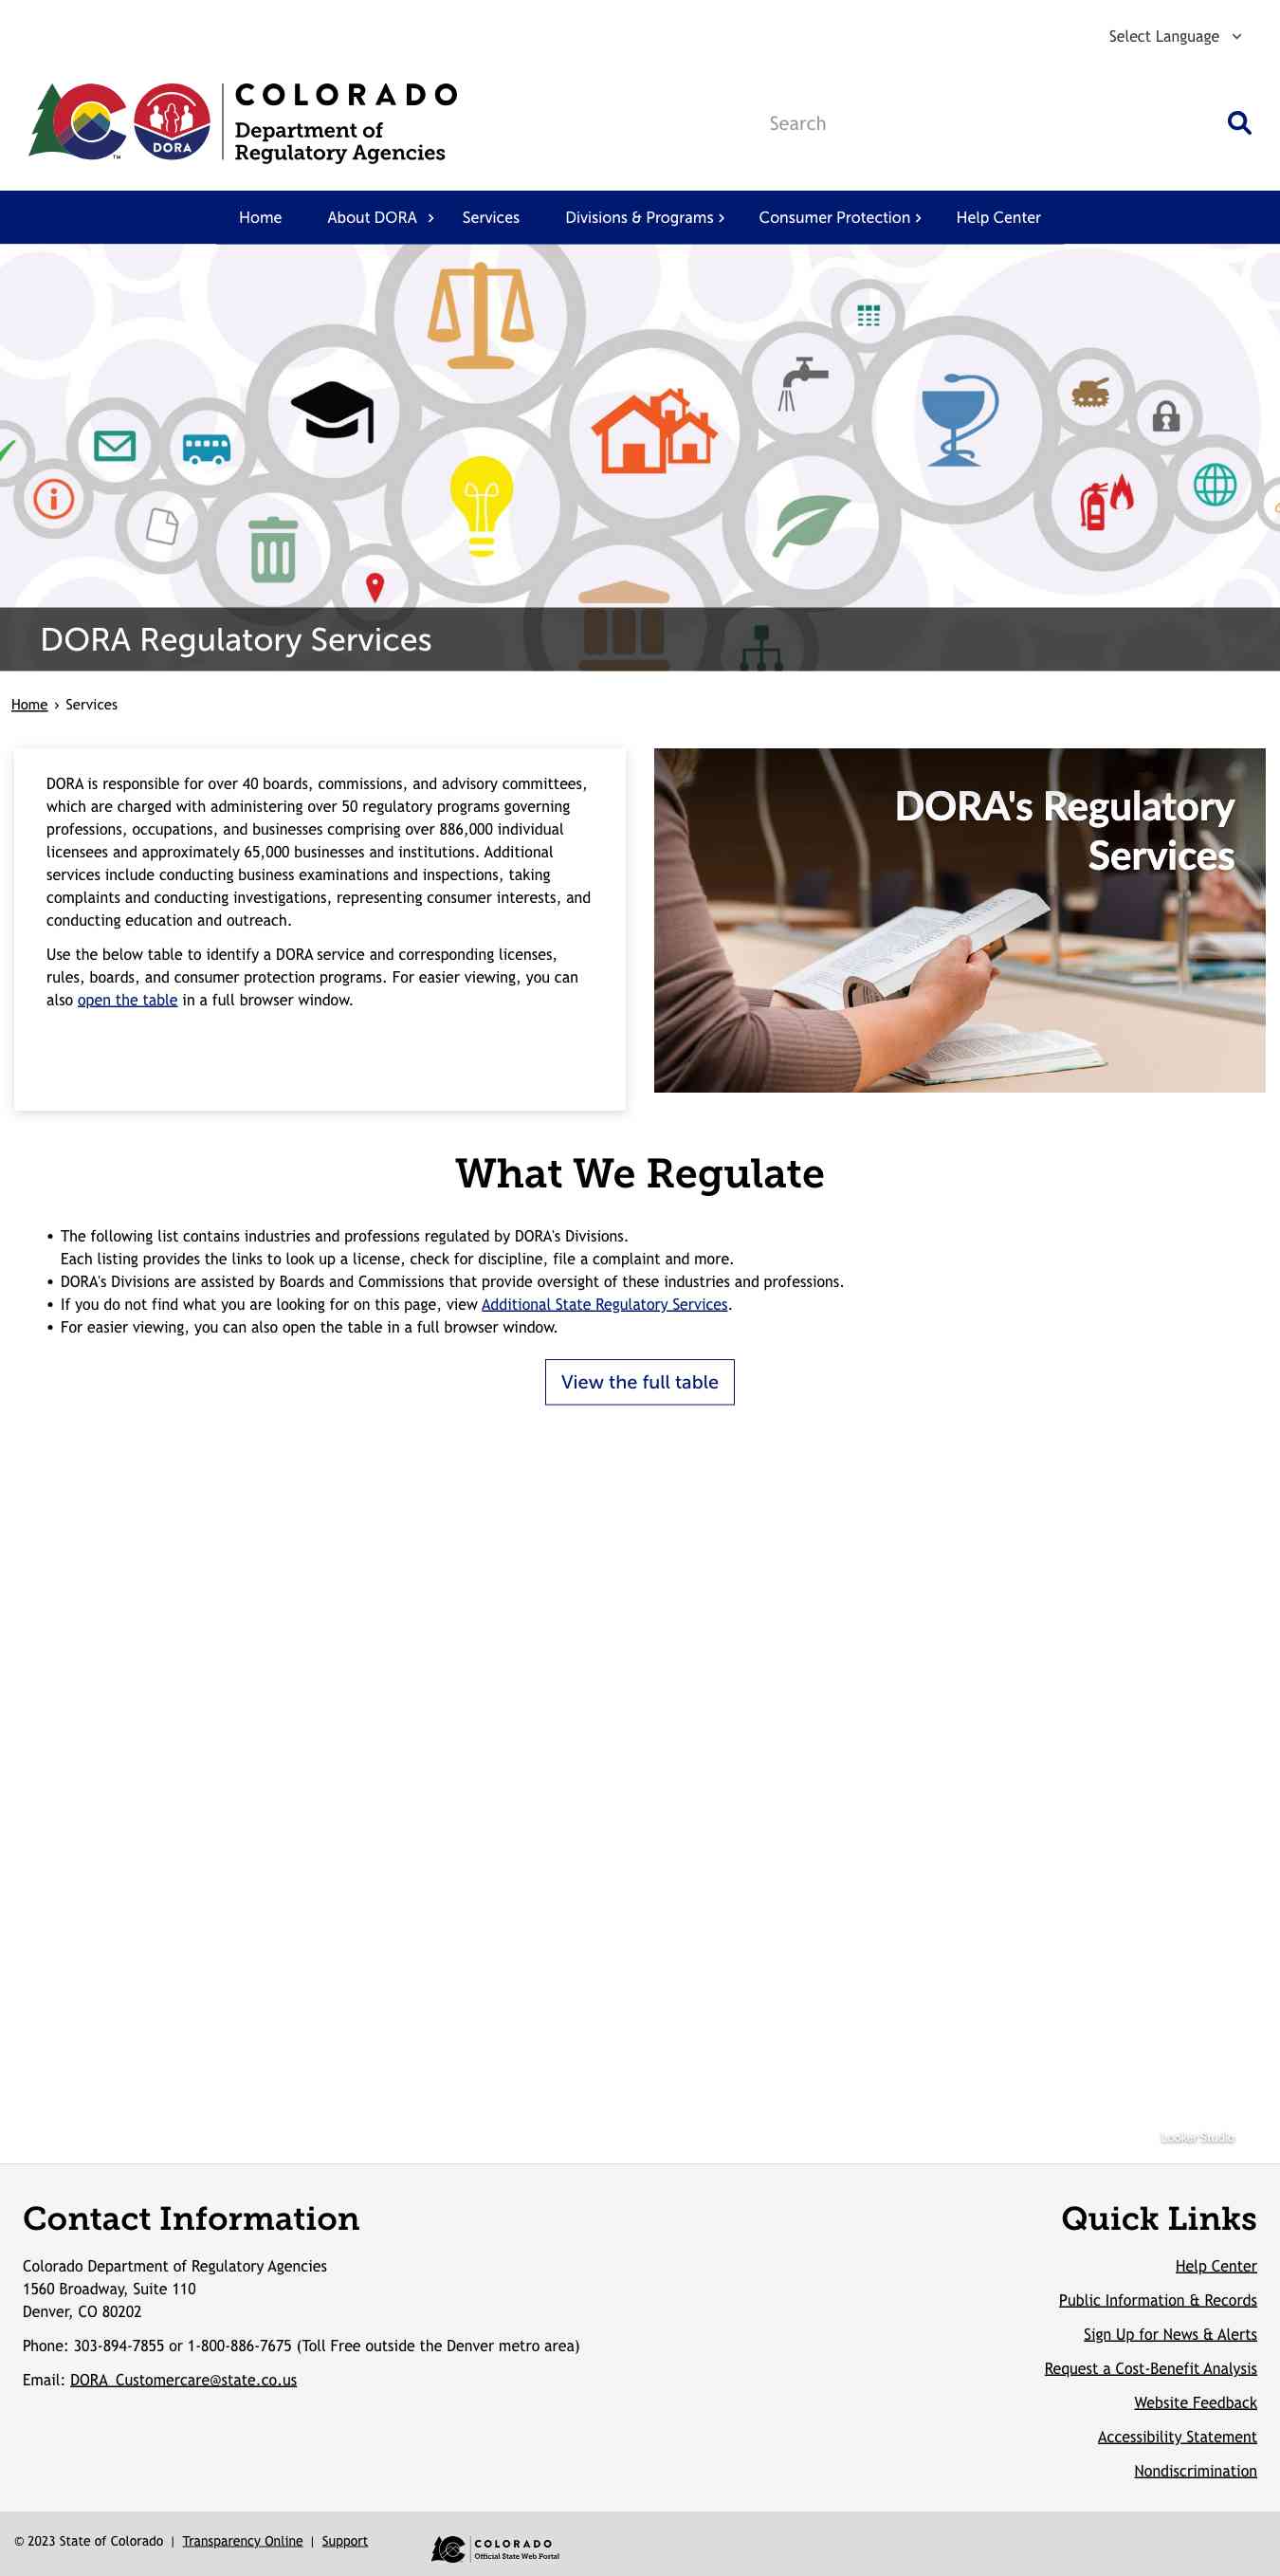 Select Language
COLORADO
Department of
Regulatory Agencies
DORA
TM
Search
Home
About DORA
Services
Divisions & Programs
Consumer Protection
Help Center
DORA Regulatory Services
Home › Services
DORA is responsible for over 40 boards, commissions, and advisory committees,
which are charged with administering over 50 regulatory programs governing
professions, occupations, and businesses comprising over 886,000 individual
licensees and approximately 65,000 businesses and institutions. Additional
services include conducting business examinations and inspections, taking
complaints and conducting investigations, representing consumer interests, and
conducting education and outreach.
Use the below table to identify a DORA service and corresponding licenses,
rules, boards, and consumer protection programs. For easier viewing, you can
also open the table in a full browser window.
DORA's Regulatory
Services
What We Regulate
• The following list contains industries and professions regulated by DORA's Divisions.
Each listing provides the links to look up a license, check for discipline, file a complaint and more.
• DORA's Divisions are assisted by Boards and Commissions that provide oversight of these industries and professions.
• If you do not find what you are looking for on this page, view Additional State Regulatory Services.
• For easier viewing, you can also open the table in a full browser window.
View the full table
Looker Studio
Contact Information
Colorado Department of Regulatory Agencies
1560 Broadway, Suite 110
Denver, CO 80202
Phone: 303-894-7855 or 1-800-886-7675 (Toll Free outside the Denver metro area)
Email: DORA_Customercare@state.co.us
Quick Links
Help Center
Public Information & Records
Sign Up for News & Alerts
Request a Cost-Benefit Analysis
Website Feedback
Accessibility Statement
Nondiscrimination
© 2023 State of Colorado | Transparency Online | Support
COLORADO
Official State Web Portal